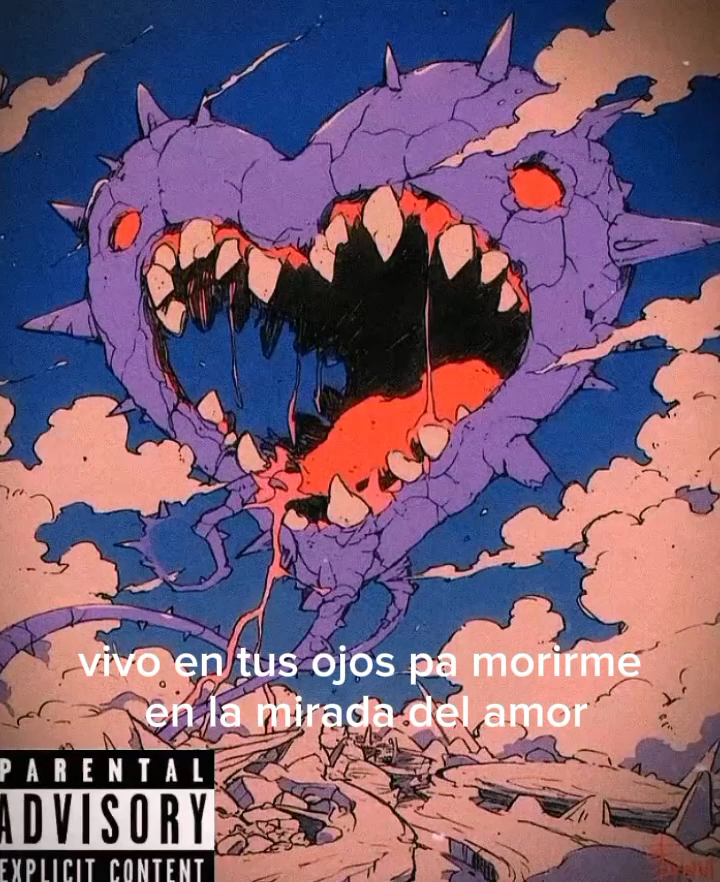 vivo en tus ojos pa morirme
en la mirada del amor
PARENTAL
ADVISORY
EXPLICIT CONTENT